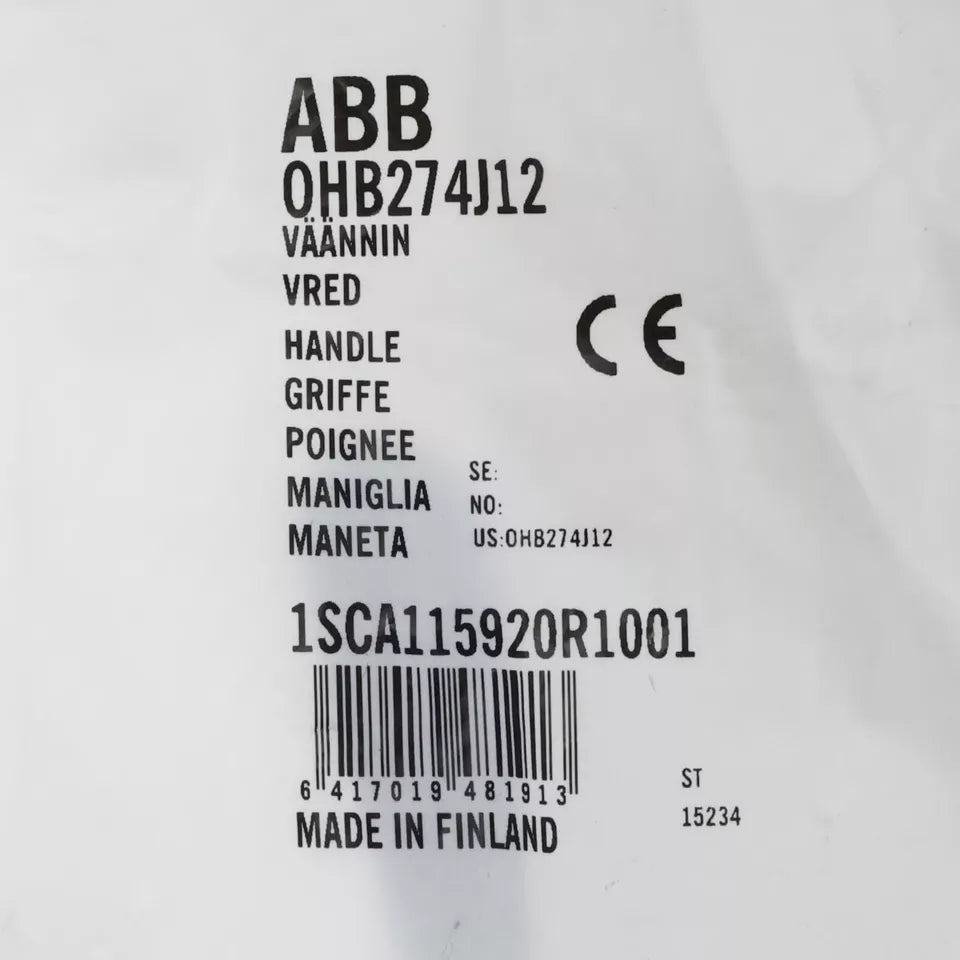 ABB
OHB274J12
VÄÄNNIN
VRED
HANDLE
GRIFFE
POIGNEE
MANIGLIA
MANETA
CE
SE:
NO:
US:OHB274J12
1SCA115920R1001
6 417019 481913
MADE IN FINLAND
ST
15234